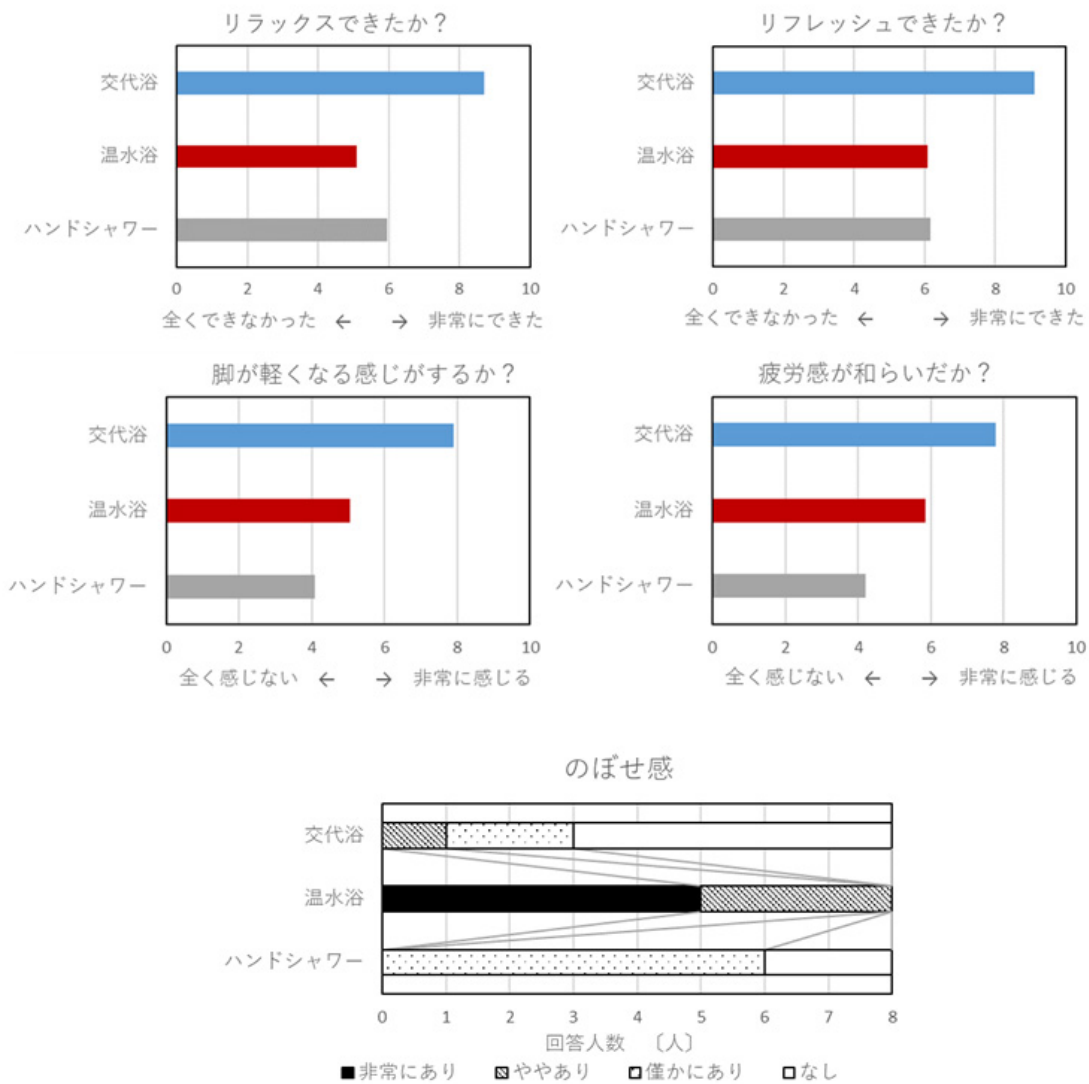 リラックスできたか？
交代浴
温水浴
ハンドシャワー
0 2 4 6 8 10
全くできなかった ← → 非常にできた
リフレッシュできたか？
交代浴
温水浴
ハンドシャワー
0 2 4 6 8 10
全くできなかった ← → 非常にできた
脚が軽くなる感じがするか？
交代浴
温水浴
ハンドシャワー
0 2 4 6 8 10
全く感じない ← → 非常に感じる
疲労感が和らいだか？
交代浴
温水浴
ハンドシャワー
0 2 4 6 8 10
全く感じない ← → 非常に感じる
のぼせ感
交代浴
温水浴
ハンドシャワー
0 1 2 3 4 5 6 7 8
回答人数 〔人〕
非常にあり ややあり 僅かにあり なし